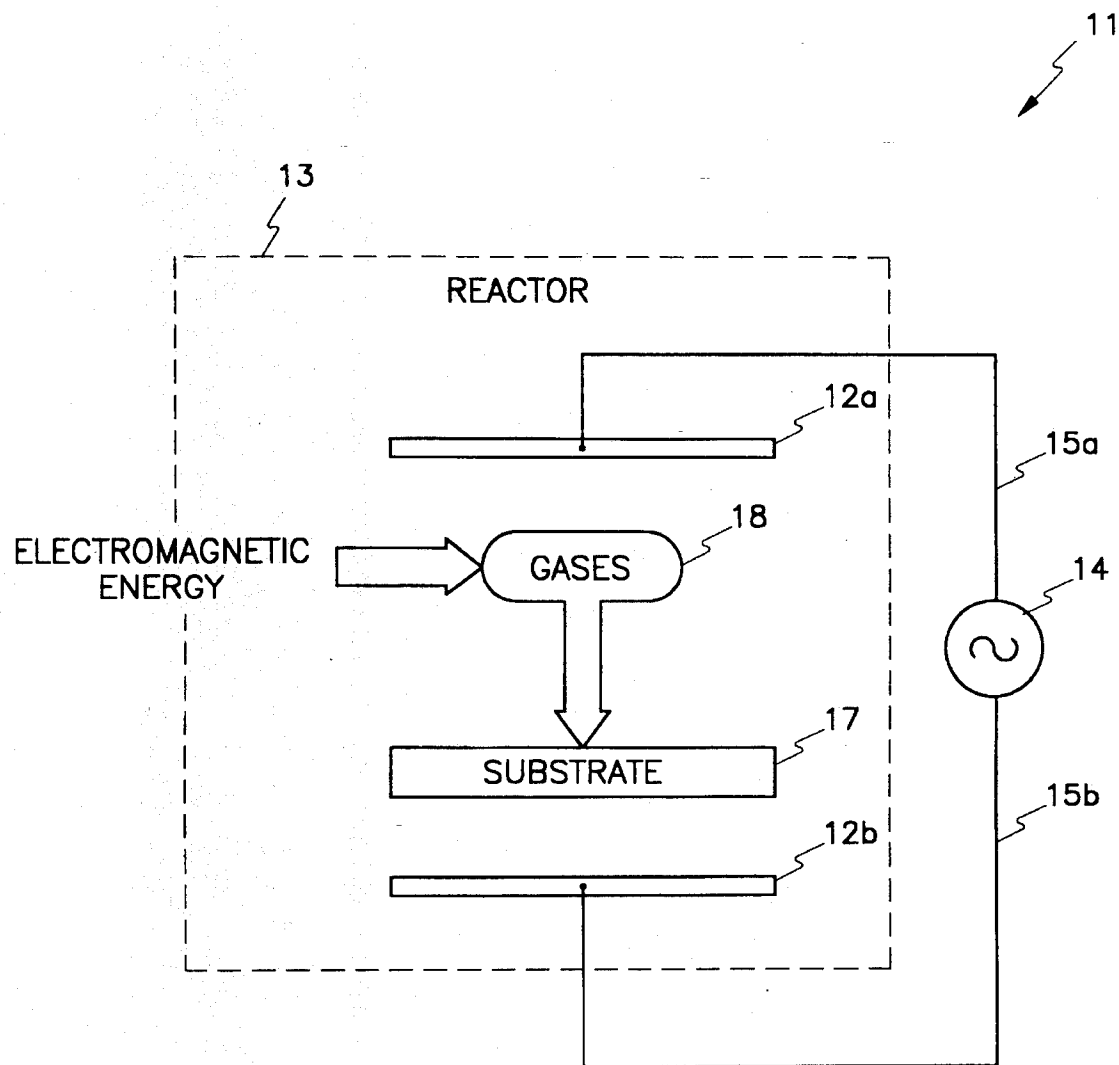 11
13
REACTOR
12a
15a
18
ELECTROMAGNETIC
ENERGY
GASES
14
17
SUBSTRATE
15b
12b